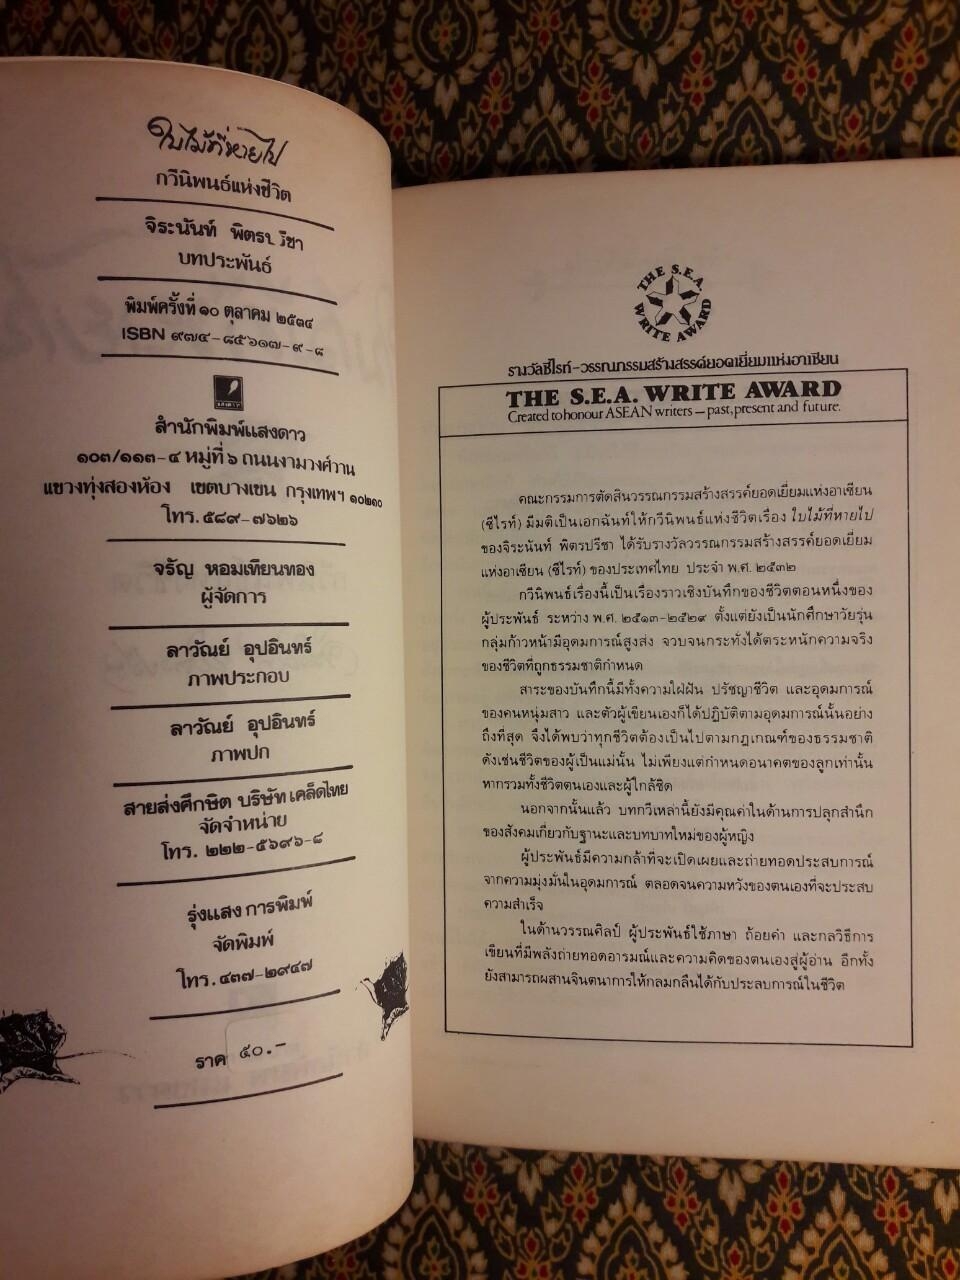 ใบไม้ที่หายไป
กวีนิพนธ์แห่งชีวิต
จิระนันท์ พิตรปรีชา
บทประพันธ์
พิมพ์ครั้งที่ ๑๐ ตุลาคม ๒๕๓๔
ISBN ๙๗๔-๘๕๖๑๗-๙-๘
สำนักพิมพ์แสงดาว
๑๐๓/๑๑๓-๔ หมู่ที่ ๖ ถนนงามวงศ์วาน
แขวงทุ่งสองห้อง เขตบางเขน กรุงเทพฯ ๑๐๒๑๐
โทร. ๕๘๙-๗๖๒๖
จรัญ หอมเทียนทอง
ผู้จัดการ
ลาวัณย์ อุปอินทร์
ภาพประกอบ
ลาวัณย์ อุปอินทร์
ภาพปก
สายส่งศึกษิต บริษัท เคล็ดไทย
จัดจำหน่าย
โทร. ๒๒๒-๕๖๙๖-๘
รุ่งแสง การพิมพ์
จัดพิมพ์
โทร. ๔๓๗-๒๙๔๗
ราค ๕๐.-
THE S.E.A. WRITE AWARD
รางวัลซีไรท์-วรรณกรรมสร้างสรรค์ยอดเยี่ยมแห่งอาเซียน
THE S.E.A. WRITE AWARD
Created to honour ASEAN writers — past, present and future.
คณะกรรมการตัดสินวรรณกรรมสร้างสรรค์ยอดเยี่ยมแห่งอาเซียน
(ซีไรท์) มีมติเป็นเอกฉันท์ให้กวีนิพนธ์แห่งชีวิตเรื่อง ใบไม้ที่หายไป
ของจิระนันท์ พิตรปรีชา ได้รับรางวัลวรรณกรรมสร้างสรรค์ยอดเยี่ยม
แห่งอาเซียน (ซีไรท์) ของประเทศไทย ประจำ พ.ศ. ๒๕๓๒
กวีนิพนธ์เรื่องนี้เป็นเรื่องราวเชิงบันทึกของชีวิตตอนหนึ่งของ
ผู้ประพันธ์ ระหว่าง พ.ศ. ๒๕๑๓-๒๕๒๙ ตั้งแต่ยังเป็นนักศึกษาวัยรุ่น
กลุ่มก้าวหน้ามีอุดมการณ์สูงส่ง จวบจนกระทั่งได้ตระหนักความจริง
ของชีวิตที่ถูกธรรมชาติกำหนด
สาระของบันทึกนี้มีทั้งความใฝ่ฝัน ปรัชญาชีวิต และอุดมการณ์
ของคนหนุ่มสาว และตัวผู้เขียนเองก็ได้ปฏิบัติตามอุดมการณ์นั้นอย่าง
ถึงที่สุด จึงได้พบว่าทุกชีวิตต้องเป็นไปตามกฎเกณฑ์ของธรรมชาติ
ดังเช่นชีวิตของผู้เป็นแม่นั้น ไม่เพียงแต่กำหนดอนาคตของลูกเท่านั้น
หากรวมทั้งชีวิตตนเองและผู้ใกล้ชิด
นอกจากนั้นแล้ว บทกวีเหล่านี้ยังมีคุณค่าในด้านการปลุกสำนึก
ของสังคมเกี่ยวกับฐานะและบทบาทใหม่ของผู้หญิง
ผู้ประพันธ์มีความกล้าที่จะเปิดเผยและถ่ายทอดประสบการณ์
จากความมุ่งมั่นในอุดมการณ์ ตลอดจนความหวังของตนเองที่จะประสบ
ความสำเร็จ
ในด้านวรรณศิลป์ ผู้ประพันธ์ใช้ภาษา ถ้อยคำ และกลวิธีการ
เขียนที่มีพลังถ่ายทอดอารมณ์และความคิดของตนเองสู่ผู้อ่าน อีกทั้ง
ยังสามารถผสานจินตนาการให้กลมกลืนได้กับประสบการณ์ในชีวิต